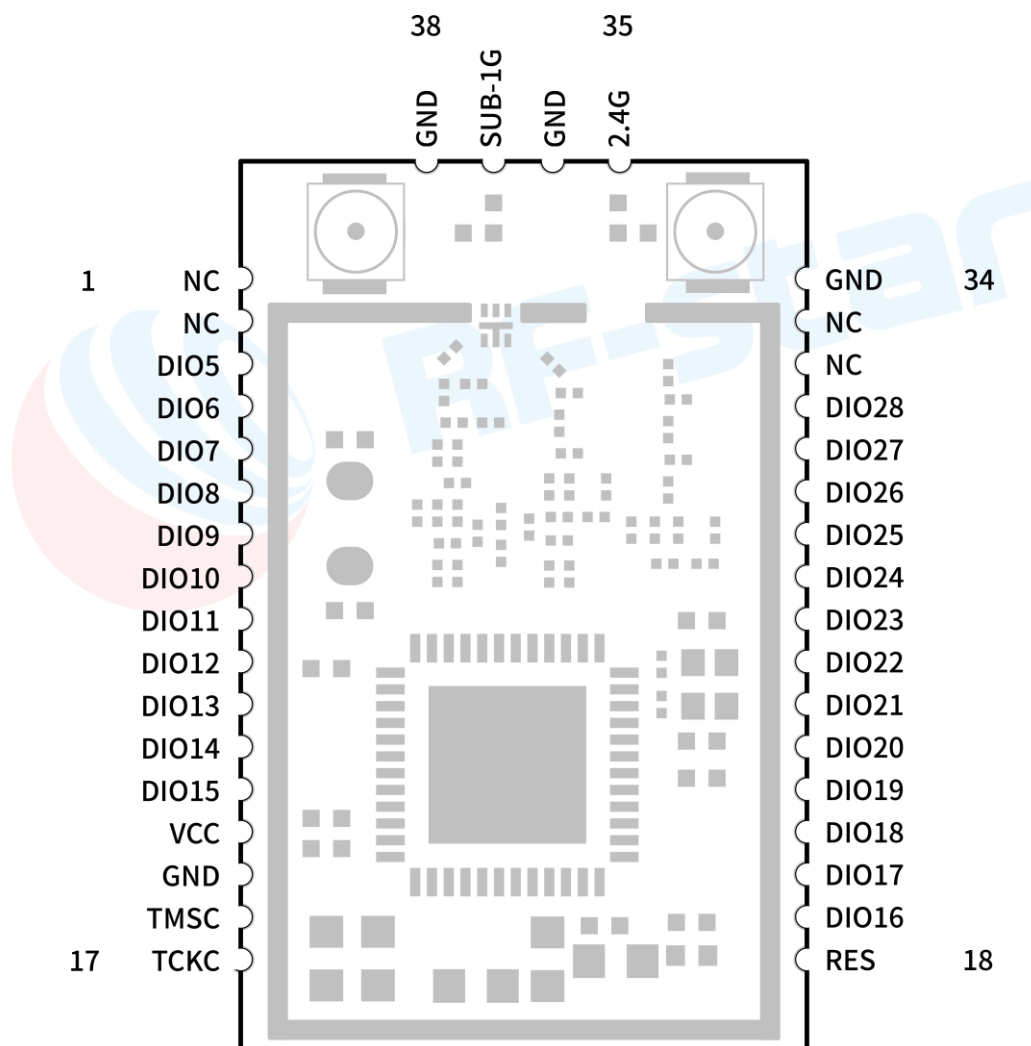 38 35
GND SUB-1G GND 2.4G
1 NC GND 34
NC NC
DIO5 NC
DIO6 DIO28
DIO7 DIO27
DIO8 DIO26
DIO9 DIO25
DIO10 DIO24
DIO11 DIO23
DIO12 DIO22
DIO13 DIO21
DIO14 DIO20
DIO15 DIO19
VCC DIO18
GND DIO17
TMSC DIO16
17 TCKC RES 18
RF-star